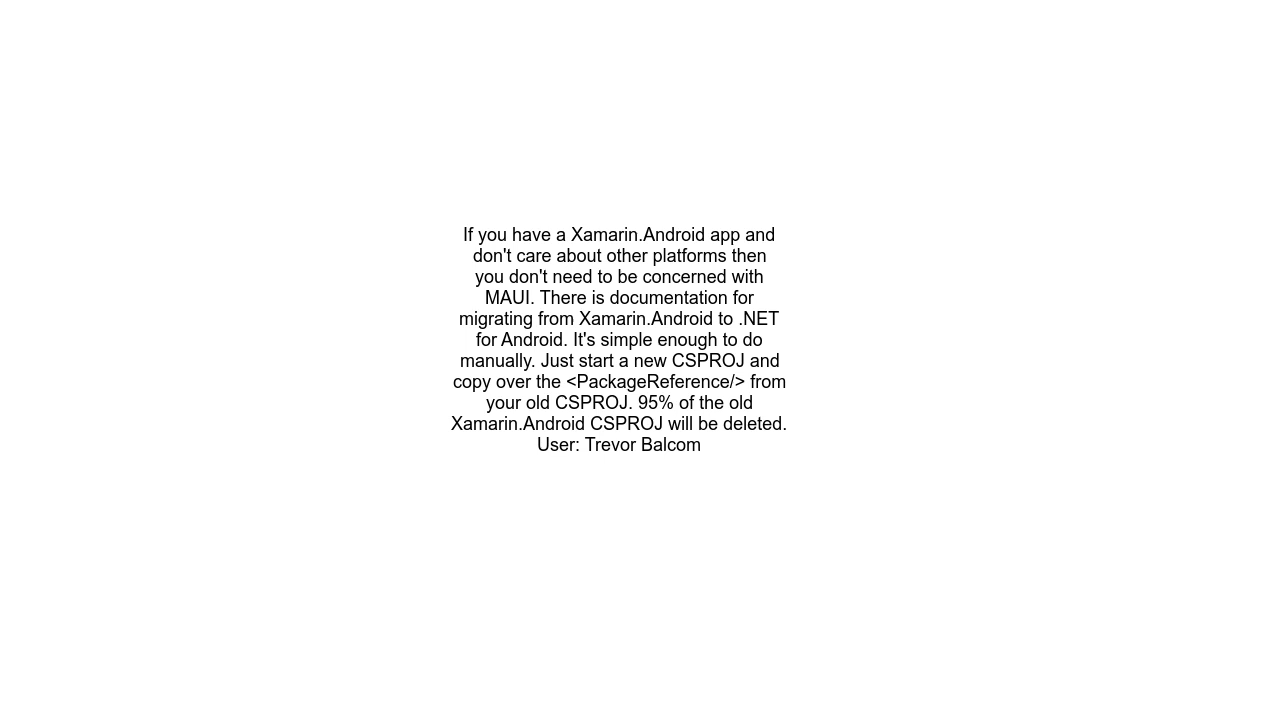 If you have a Xamarin.Android app and
don't care about other platforms then
you don't need to be concerned with
MAUI. There is documentation for
migrating from Xamarin.Android to .NET
for Android. It's simple enough to do
manually. Just start a new CSPROJ and
copy over the <PackageReference/> from
your old CSPROJ. 95% of the old
Xamarin.Android CSPROJ will be deleted.
User: Trevor Balcom